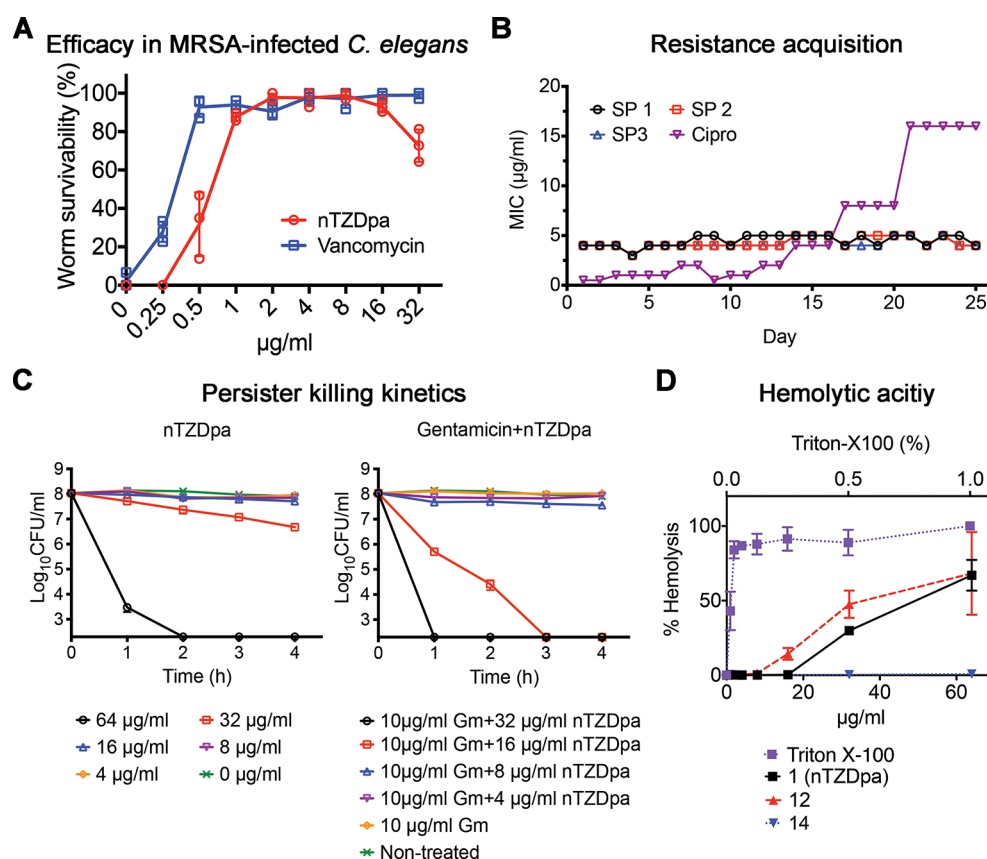 A
Efficacy in MRSA-infected C. elegans
Worm survivability (%)
100
80
60
40
20
0
nTZDpa
Vancomycin
0
0.25
0.5
1
2
4
8
16
32
µg/ml
B
Resistance acquisition
MIC (µg/ml)
20
15
10
5
0
SP 1
SP 2
SP3
Cipro
0
5
10
15
20
25
Day
C
Persister killing kinetics
nTZDpa
Log10CFU/ml
9
8
7
6
5
4
3
0
1
2
3
4
Time (h)
64 µg/ml
32 µg/ml
16 µg/ml
8 µg/ml
4 µg/ml
0 µg/ml
Gentamicin+nTZDpa
Log10CFU/ml
9
8
7
6
5
4
3
0
1
2
3
4
Time (h)
10µg/ml Gm+32 µg/ml nTZDpa
10µg/ml Gm+16 µg/ml nTZDpa
10µg/ml Gm+8 µg/ml nTZDpa
10µg/ml Gm+4 µg/ml nTZDpa
10 µg/ml Gm
Non-treated
D
Hemolytic acitiy
Triton-X100 (%)
0.0
0.5
1.0
% Hemolysis
100
50
0
0
20
40
60
µg/ml
Triton X-100
1 (nTZDpa)
12
14